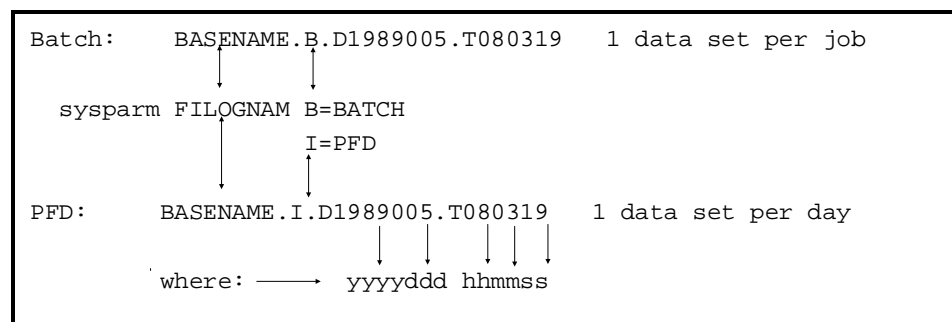 Batch: BASENAME.B.D1989005.T080319 1 data set per job
sysparm FILOGNAM B=BATCH
I=PFD
PFD: BASENAME.I.D1989005.T080319 1 data set per day
where: yyyyddd hhmmss